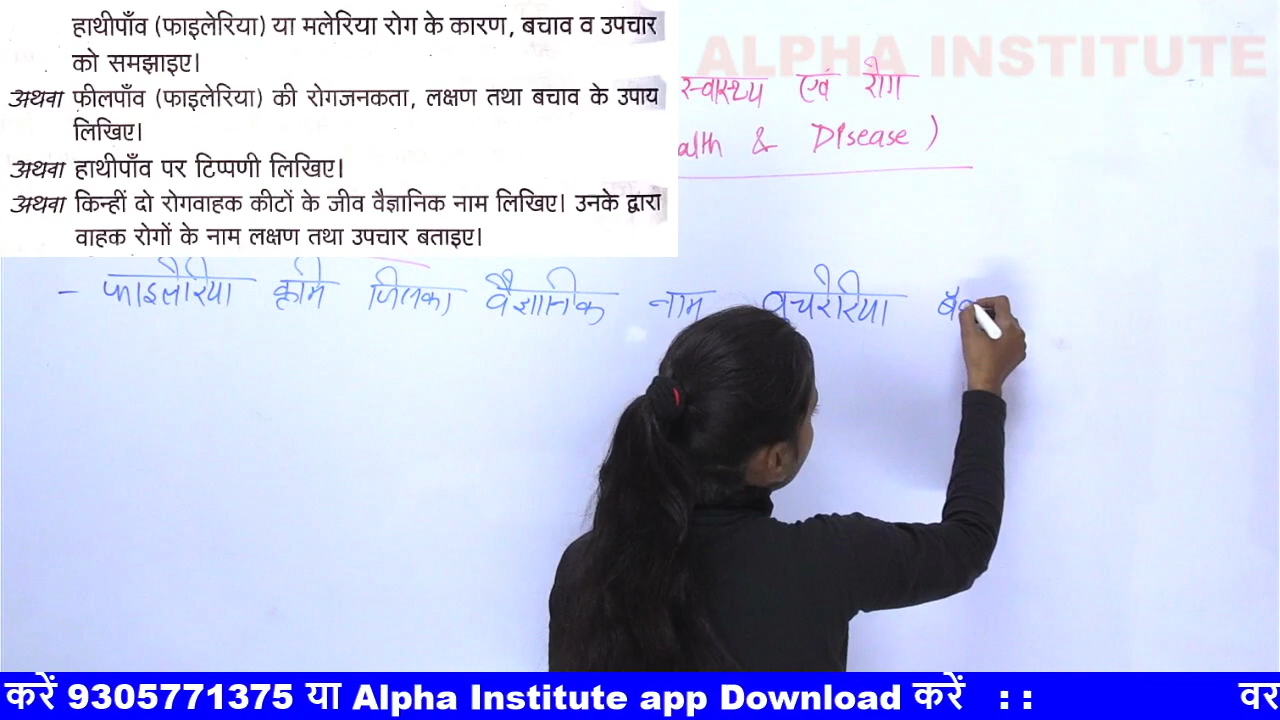 हाथीपाँव (फाइलेरिया) या मलेरिया रोग के कारण, बचाव व उपचार
को समझाइए।
अथवा फीलपाँव (फाइलेरिया) की रोगजनकता, लक्षण तथा बचाव के उपाय
लिखिए।
अथवा हाथीपाँव पर टिप्पणी लिखिए।
अथवा किन्हीं दो रोगवाहक कीटों के जीव वैज्ञानिक नाम लिखिए। उनके द्वारा
वाहक रोगों के नाम लक्षण तथा उपचार बताइए।
ALPHA INSTITUTE
स्वास्थ्य एवं रोग
alth & Disease )
- फाइलेरिया कृमि जिसका वैज्ञानिक नाम वुचेरेरिया
करें 9305771375 या Alpha Institute app Download करें : : वर